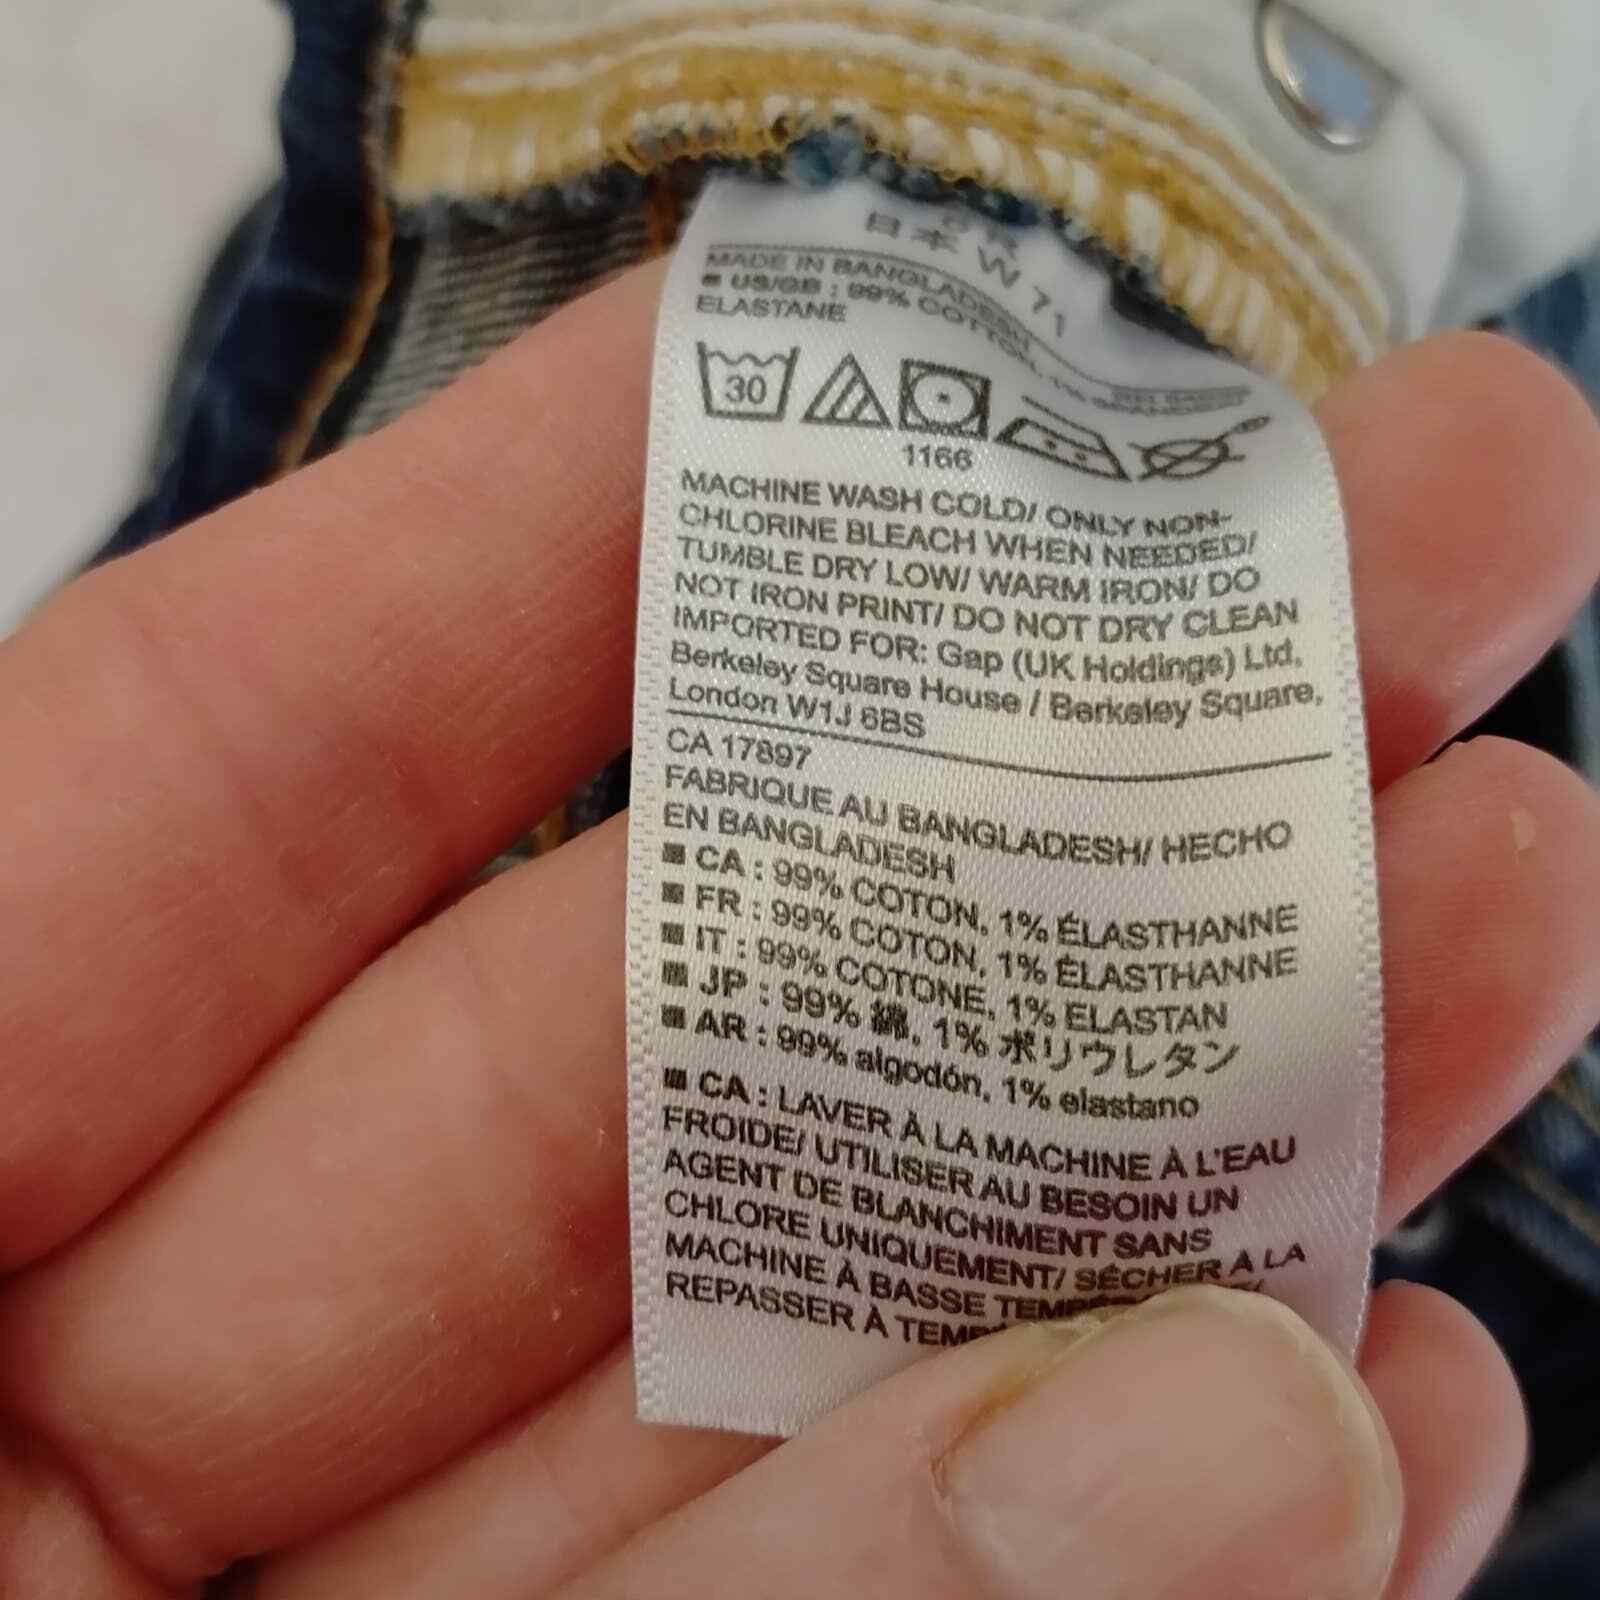 日本 W 71
MADE IN BANGLADESH
■ US/GB : 99% COTTON, 1% SPANDEX/
ELASTANE
30
1166
MACHINE WASH COLD/ ONLY NON-
CHLORINE BLEACH WHEN NEEDED/
TUMBLE DRY LOW/ WARM IRON/ DO
NOT IRON PRINT/ DO NOT DRY CLEAN
IMPORTED FOR: Gap (UK Holdings) Ltd,
Berkeley Square House / Berkeley Square,
London W1J 6BS
CA 17897
FABRIQUE AU BANGLADESH/ HECHO
EN BANGLADESH
■ CA : 99% COTON, 1% ÉLASTHANNE
■ FR : 99% COTON, 1% ÉLASTHANNE
■ IT : 99% COTONE, 1% ELASTAN
■ JP : 99% 綿, 1% ポリウレタン
■ AR : 99% algodón, 1% elastano
■ CA : LAVER À LA MACHINE À L'EAU
FROIDE/ UTILISER AU BESOIN UN
AGENT DE BLANCHIMENT SANS
CHLORE UNIQUEMENT/ SÉCHER A LA
MACHINE À BASSE
REPASSER À